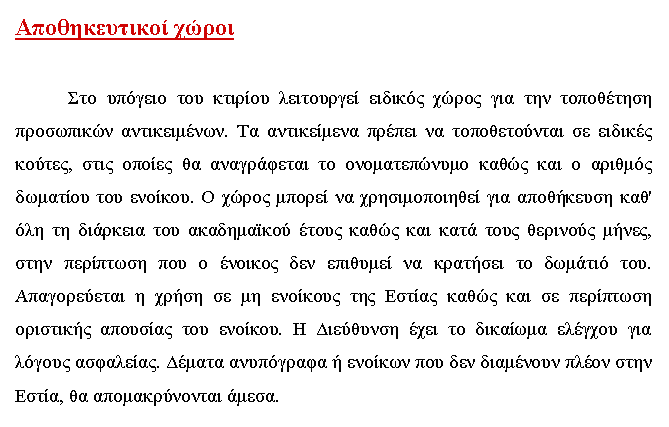 Αποθηκευτικοί χώροι
Στο υπόγειο του κτιρίου λειτουργεί ειδικός χώρος για την τοποθέτηση
προσωπικών αντικειμένων. Τα αντικείμενα πρέπει να τοποθετούνται σε ειδικές
κούτες, στις οποίες θα αναγράφεται το ονοματεπώνυμο καθώς και ο αριθμός
δωματίου του ενοίκου. Ο χώρος μπορεί να χρησιμοποιηθεί για αποθήκευση καθ'
όλη τη διάρκεια του ακαδημαϊκού έτους καθώς και κατά τους θερινούς μήνες,
στην περίπτωση που ο ένοικος δεν επιθυμεί να κρατήσει το δωμάτιό του.
Απαγορεύεται η χρήση σε μη ενοίκους της Εστίας καθώς και σε περίπτωση
οριστικής απουσίας του ενοίκου. Η Διεύθυνση έχει το δικαίωμα ελέγχου για
λόγους ασφαλείας. Δέματα ανυπόγραφα ή ενοίκων που δεν διαμένουν πλέον στην
Εστία, θα απομακρύνονται άμεσα.